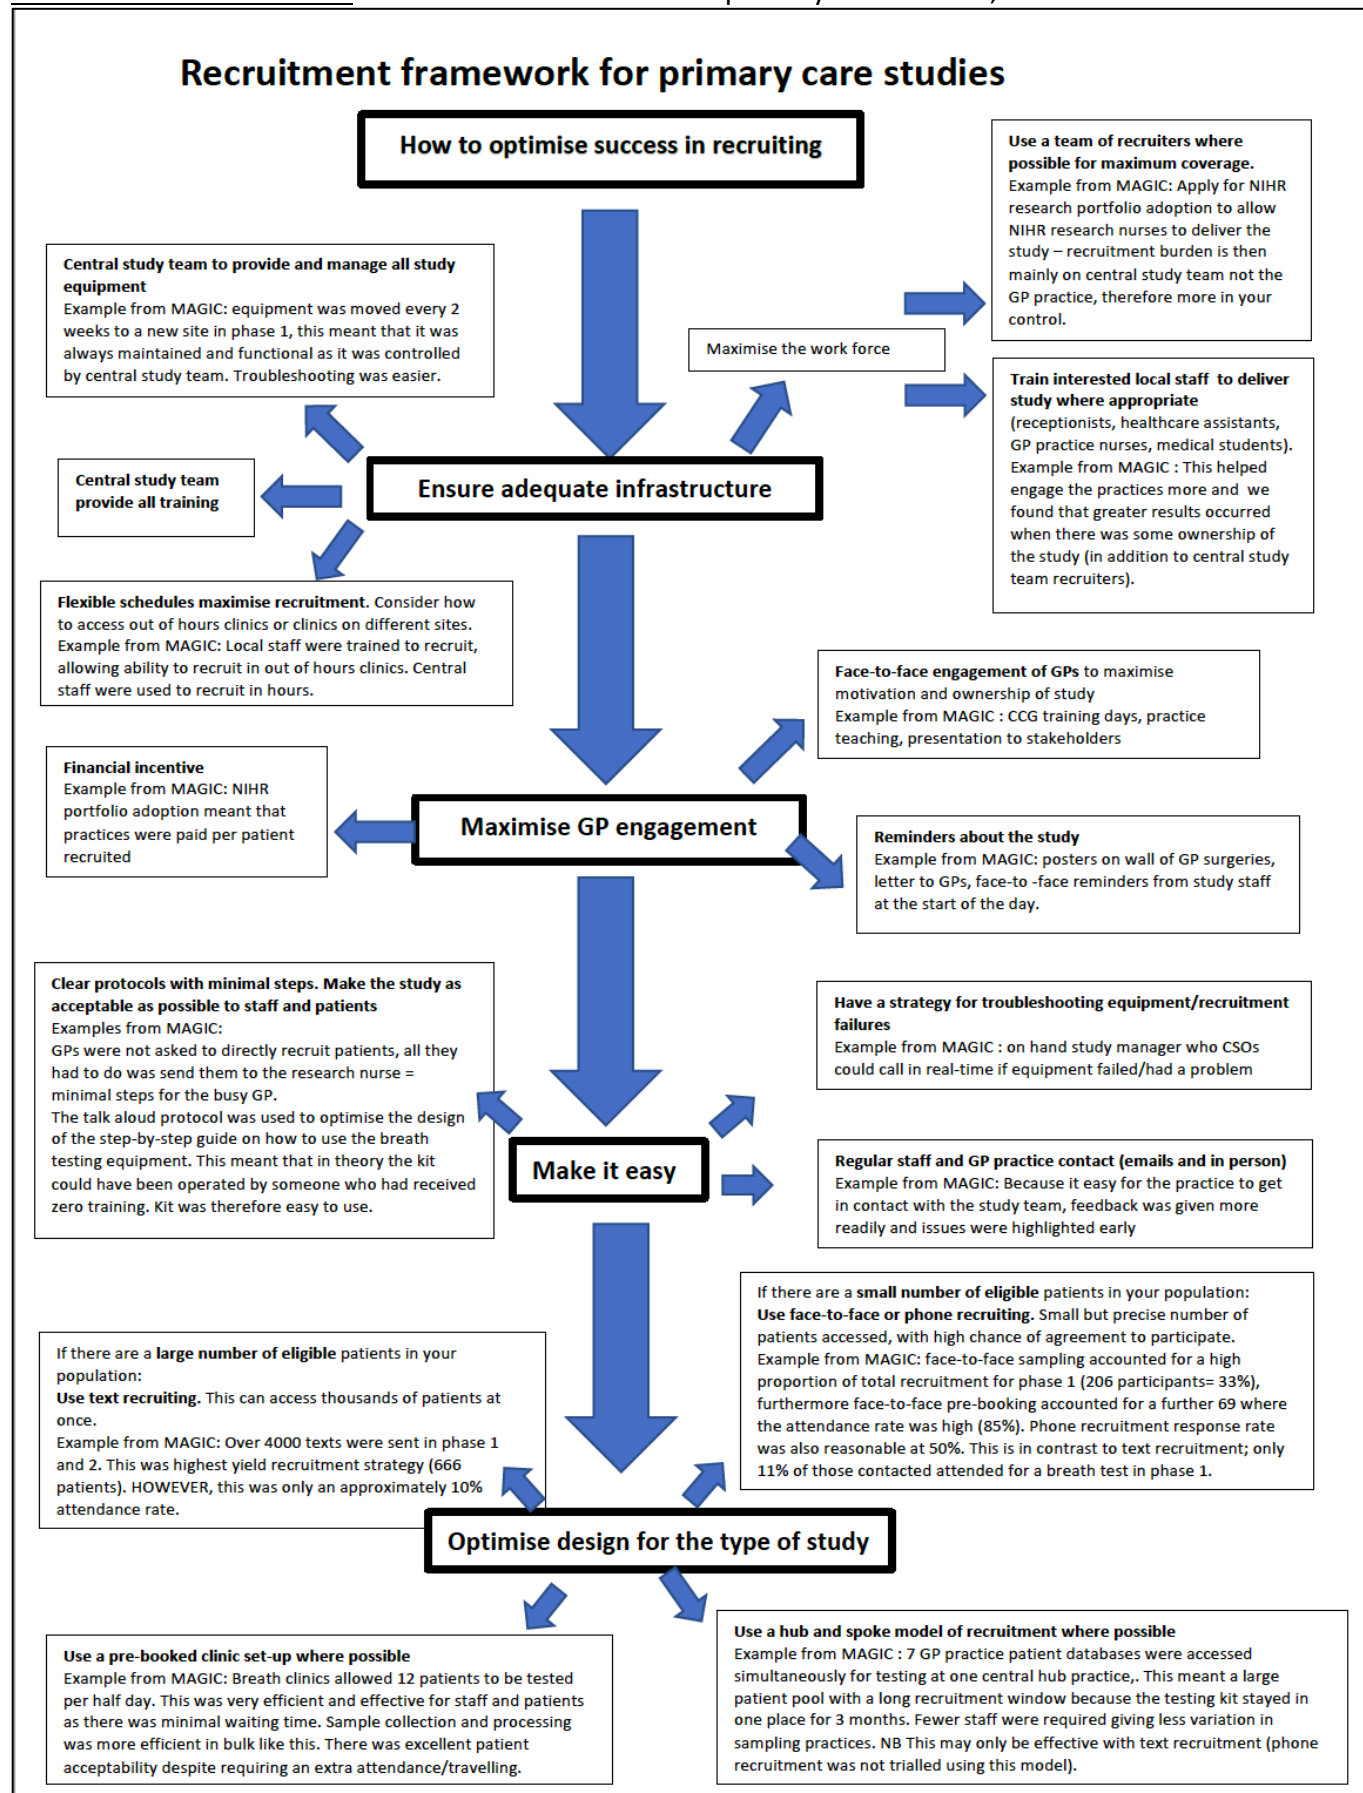 Recruitment framework for primary care studies
How to optimise success in recruiting
Use a team of recruiters where
possible for maximum coverage.
Example from MAGIC: Apply for NIHR
research portfolio adoption to allow
NIHR research nurses to deliver the
study – recruitment burden is then
mainly on central study team not the
GP practice, therefore more in your
control.
Central study team to provide and manage all study
equipment
Example from MAGIC: equipment was moved every 2
weeks to a new site in phase 1, this meant that it was
always maintained and functional as it was controlled
by central study team. Troubleshooting was easier.
Maximise the work force
Train interested local staff  to deliver
study where appropriate
(receptionists, healthcare assistants,
GP practice nurses, medical students).
Example from MAGIC : This helped
engage the practices more and  we
found that greater results occurred
when there was some ownership of
the study (in addition to central study
team recruiters).
Central study team
provide all training
Ensure adequate infrastructure
Flexible schedules maximise recruitment. Consider how
to access out of hours clinics or clinics on different sites.
Example from MAGIC: Local staff were trained to recruit,
allowing ability to recruit in out of hours clinics. Central
staff were used to recruit in hours.
Face-to-face engagement of GPs to maximise
motivation and ownership of study
Example from MAGIC : CCG training days, practice
teaching, presentation to stakeholders
Financial incentive
Example from MAGIC: NIHR
portfolio adoption meant that
practices were paid per patient
recruited
Maximise GP engagement
Reminders about the study
Example from MAGIC: posters on wall of GP surgeries,
letter to GPs, face-to -face reminders from study staff
at the start of the day.
Clear protocols with minimal steps. Make the study as
acceptable as possible to staff and patients
Examples from MAGIC:
GPs were not asked to directly recruit patients, all they
had to do was send them to the research nurse =
minimal steps for the busy GP.
The talk aloud protocol was used to optimise the design
of the step-by-step guide on how to use the breath
testing equipment. This meant that in theory the kit
could have been operated by someone who had received
zero training. Kit was therefore easy to use.
Have a strategy for troubleshooting equipment/recruitment
failures
Example from MAGIC : on hand study manager who CSOs
could call in real-time if equipment failed/had a problem
Make it easy
Regular staff and GP practice contact (emails and in person)
Example from MAGIC: Because it easy for the practice to get
in contact with the study team, feedback was given more
readily and issues were highlighted early
If there are a small number of eligible patients in your population:
Use face-to-face or phone recruiting. Small but precise number of
patients accessed, with high chance of agreement to participate.
Example from MAGIC: face-to-face sampling accounted for a high
proportion of total recruitment for phase 1 (206 participants= 33%),
furthermore face-to-face pre-booking accounted for a further 69 where
the attendance rate was high (85%). Phone recruitment response rate
was also reasonable at 50%. This is in contrast to text recruitment; only
11% of those contacted attended for a breath test in phase 1.
If there are a large number of eligible patients in your
population:
Use text recruiting. This can access thousands of patients at
once.
Example from MAGIC: Over 4000 texts were sent in phase 1
and 2. This was highest yield recruitment strategy (666
patients). HOWEVER, this was only an approximately 10%
attendance rate.
Optimise design for the type of study
Use a pre-booked clinic set-up where possible
Example from MAGIC: Breath clinics allowed 12 patients to be tested
per half day. This was very efficient and effective for staff and patients
as there was minimal waiting time. Sample collection and processing
was more efficient in bulk like this. There was excellent patient
acceptability despite requiring an extra attendance/travelling.
Use a hub and spoke model of recruitment where possible
Example from MAGIC : 7 GP practice patient databases were accessed
simultaneously for testing at one central hub practice,. This meant a large
patient pool with a long recruitment window because the testing kit stayed in
one place for 3 months. Fewer staff were required giving less variation in
sampling practices. NB This may only be effective with text recruitment (phone
recruitment was not trialled using this model).